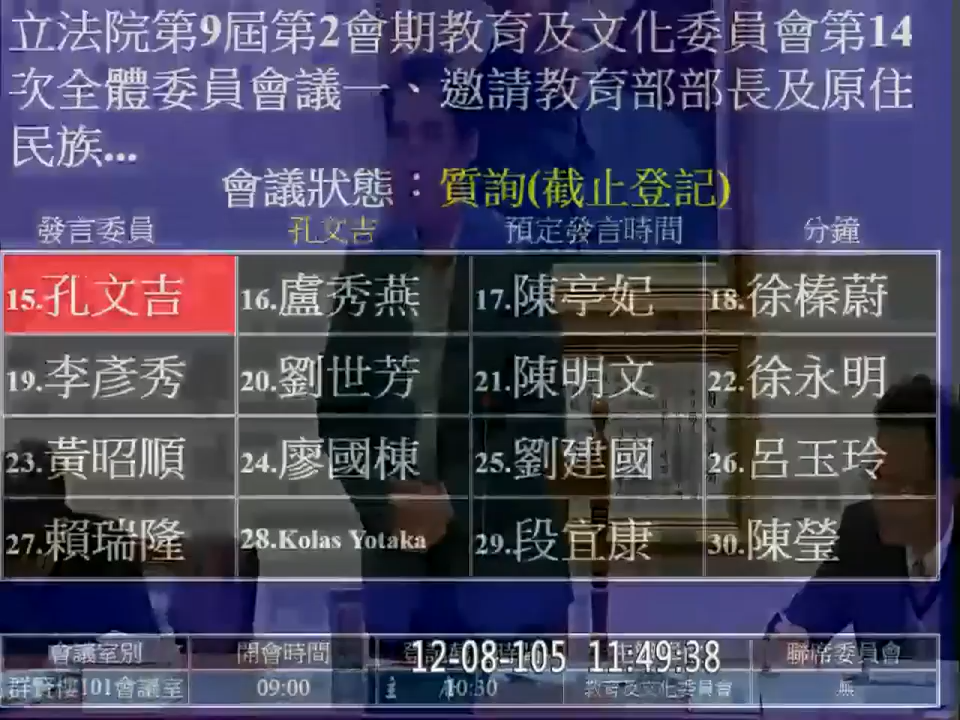 立法院第9屆第2會期教育及文化委員會第14
次全體委員會議一、邀請教育部部長及原住
民族...
會議狀態：質詢(截止登記)
發言委員 孔文吉 預定發言時間 分鐘
15.孔文吉 16.盧秀燕 17.陳亭妃 18.徐榛蔚
19.李彥秀 20.劉世芳 21.陳明文 22.徐永明
23.黃昭順 24.廖國棟 25.劉建國 26.呂玉玲
27.賴瑞隆 28.Kolas Yotaka 29.段宜康 30.陳瑩
會議室別 開會時間 12-08-105 11:49:38 聯席委員會
群賢樓101會議室 09:00 10:30 教育及文化委員會 無